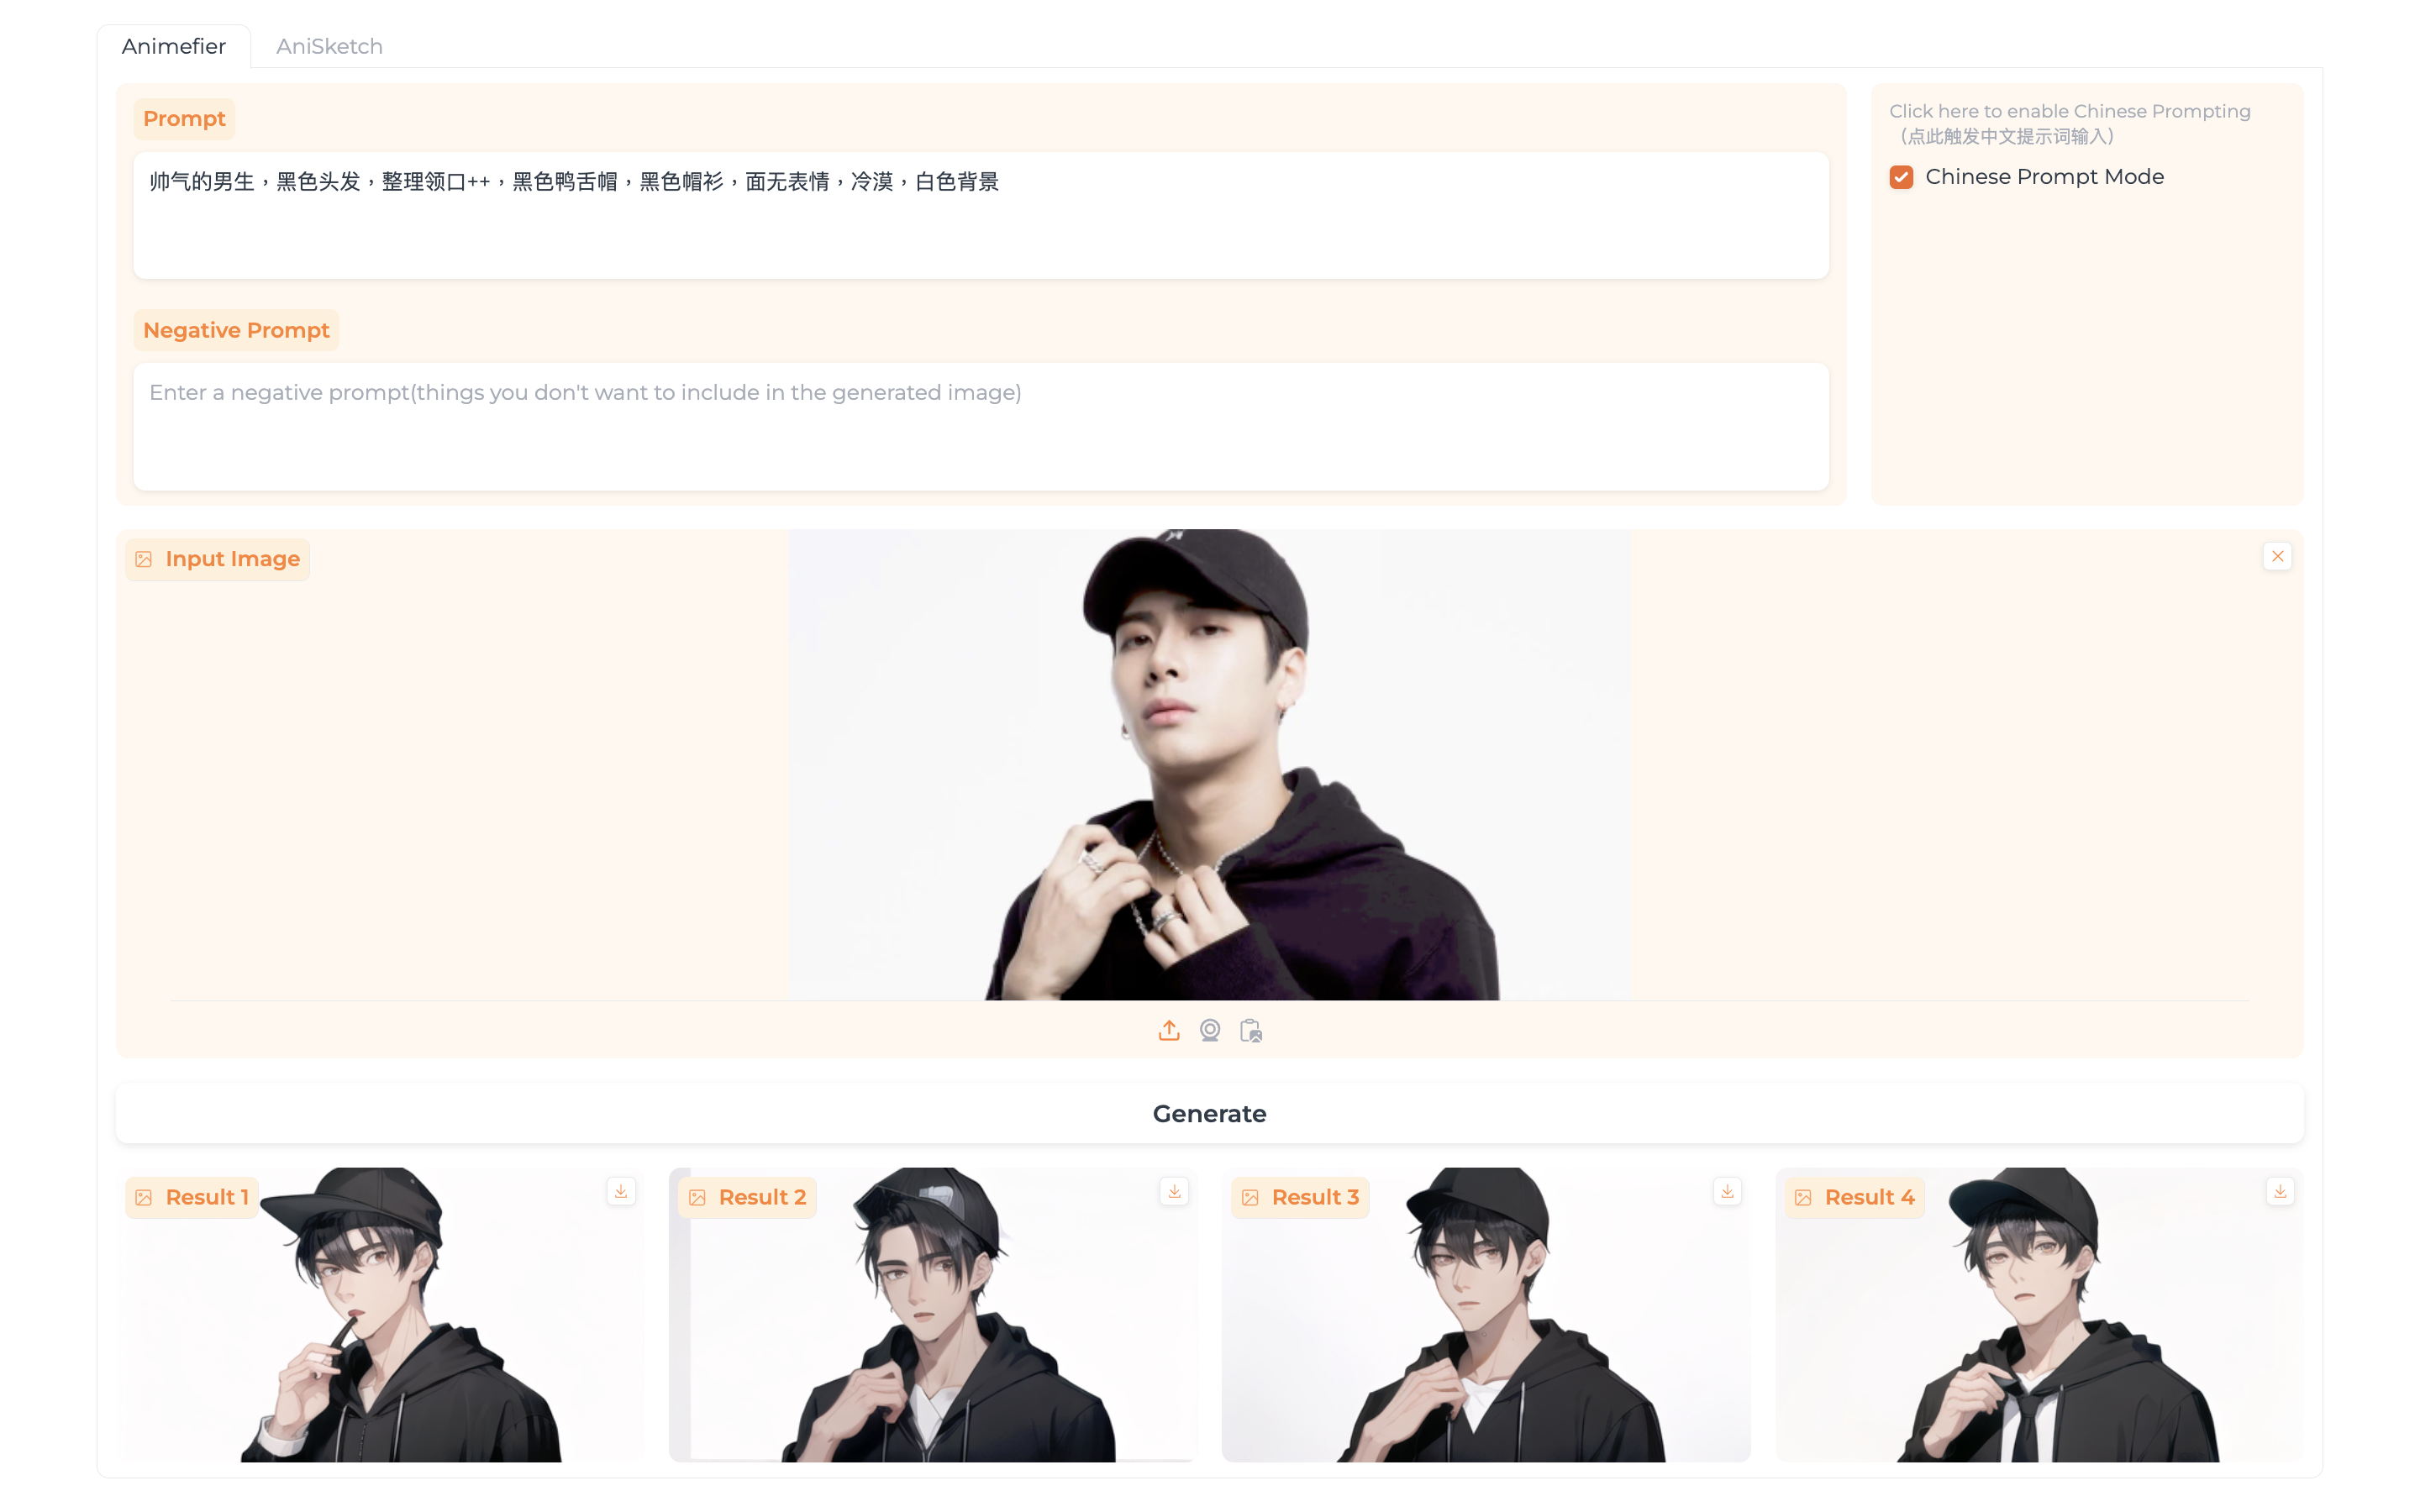 Animefier
AniSketch
Prompt
帅气的男生，黑色头发，整理领口++，黑色鸭舌帽，黑色帽衫，面无表情，冷漠，白色背景
Click here to enable Chinese Prompting
（点此触发中文提示词输入）
Chinese Prompt Mode
Negative Prompt
Enter a negative prompt(things you don't want to include in the generated image)
Input Image
Generate
Result 1
Result 2
Result 3
Result 4